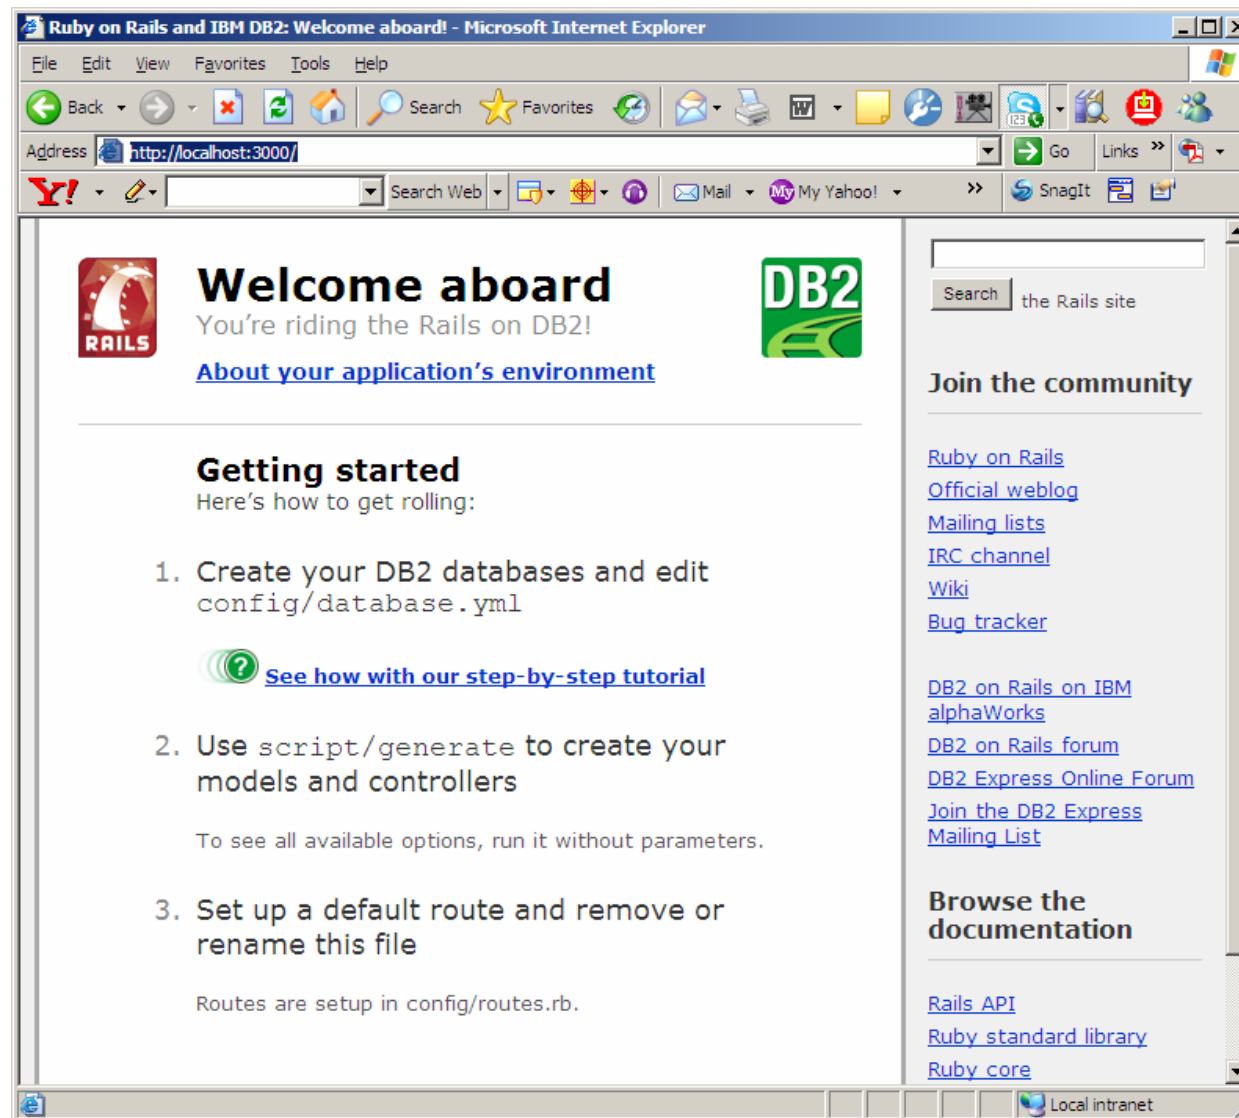 Ruby on Rails and IBM DB2: Welcome aboard! - Microsoft Internet Explorer
File Edit View Favorites Tools Help
Back Search Favorites
Address http://localhost:3000/ Go Links »
Y! Search Web Mail My My Yahoo! » SnagIt
RAILS
Welcome aboard
You're riding the Rails on DB2!
About your application's environment
DB2
Getting started
Here's how to get rolling:
1. Create your DB2 databases and edit
config/database.yml
? See how with our step-by-step tutorial
2. Use script/generate to create your
models and controllers
To see all available options, run it without parameters.
3. Set up a default route and remove or
rename this file
Routes are setup in config/routes.rb.
Search the Rails site
Join the community
Ruby on Rails
Official weblog
Mailing lists
IRC channel
Wiki
Bug tracker
DB2 on Rails on IBM
alphaWorks
DB2 on Rails forum
DB2 Express Online Forum
Join the DB2 Express
Mailing List
Browse the
documentation
Rails API
Ruby standard library
Ruby core
Local intranet